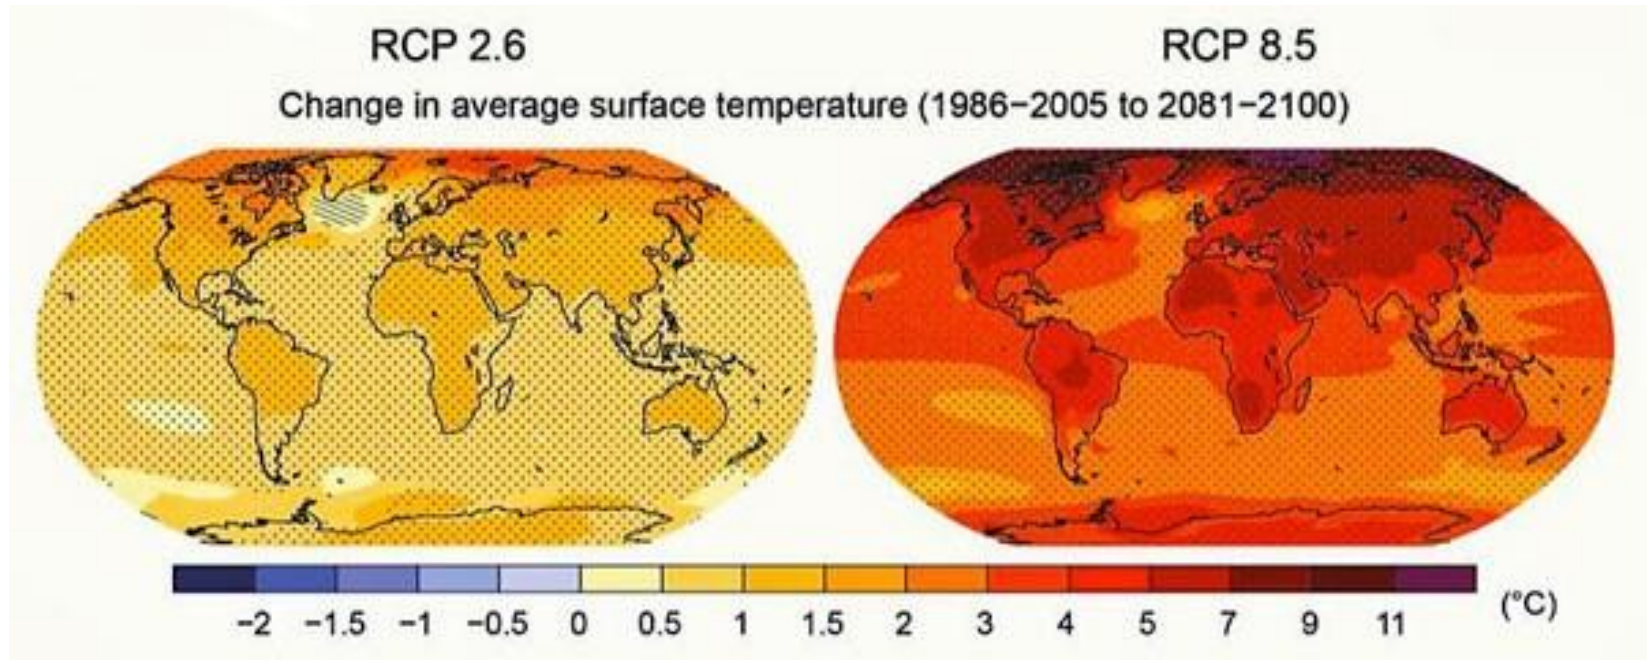 RCP 2.6 RCP 8.5
Change in average surface temperature (1986−2005 to 2081−2100)
−2 −1.5 −1 −0.5 0 0.5 1 1.5 2 3 4 5 7 9 11
(°C)